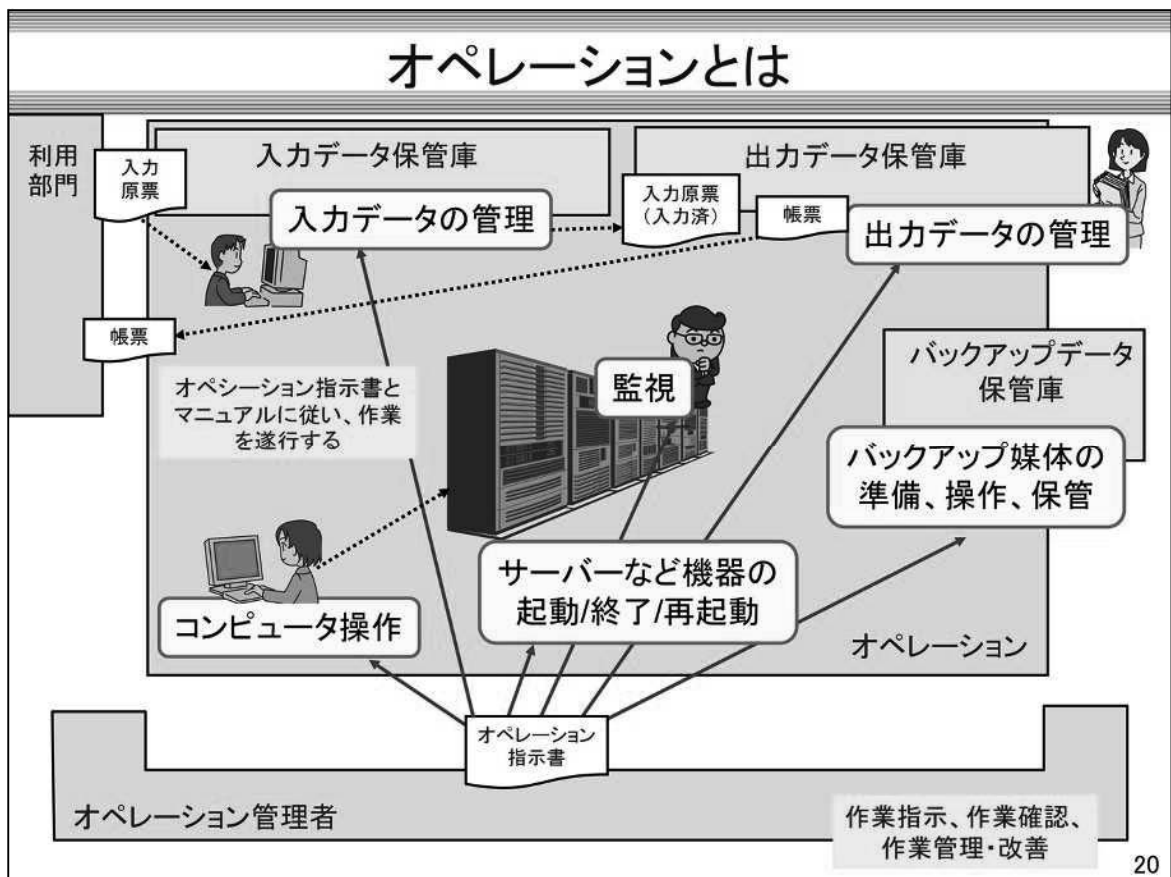 オペレーションとは
利用
部門
入力
原票
入力データ保管庫
出力データ保管庫
入力データの管理
入力原票
（入力済）
帳票
出力データの管理
帳票
オペシーション指示書と
マニュアルに従い、作業
を遂行する
監視
バックアップデータ
保管庫
バックアップ媒体の
準備、操作、保管
サーバーなど機器の
起動/終了/再起動
コンピュータ操作
オペレーション
オペレーション
指示書
オペレーション管理者
作業指示、作業確認、
作業管理・改善
20